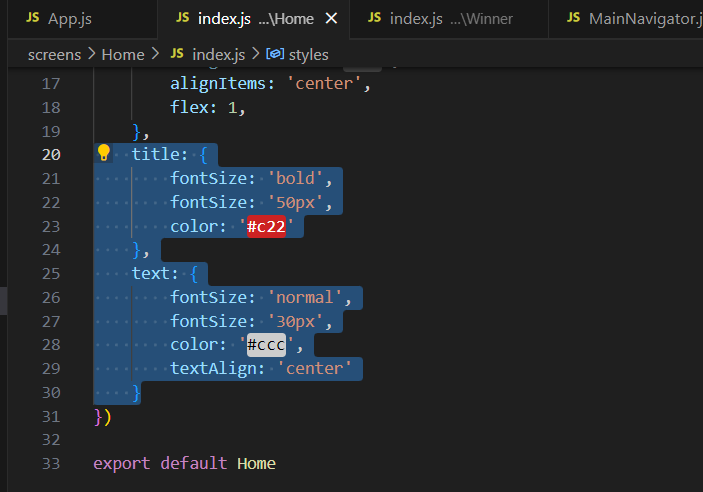 JS App.js
JS index.js ...\Home ×
JS index.js ...\Winner
JS MainNavigator.j
screens > Home > JS index.js > styles
17 alignItems: 'center',
18 flex: 1,
19 },
20 title: {
21 fontSize: 'bold',
22 fontSize: '50px',
23 color: '#c22'
24 },
25 text: {
26 fontSize: 'normal',
27 fontSize: '30px',
28 color: '#ccc',
29 textAlign: 'center'
30 }
31 })
32
33 export default Home